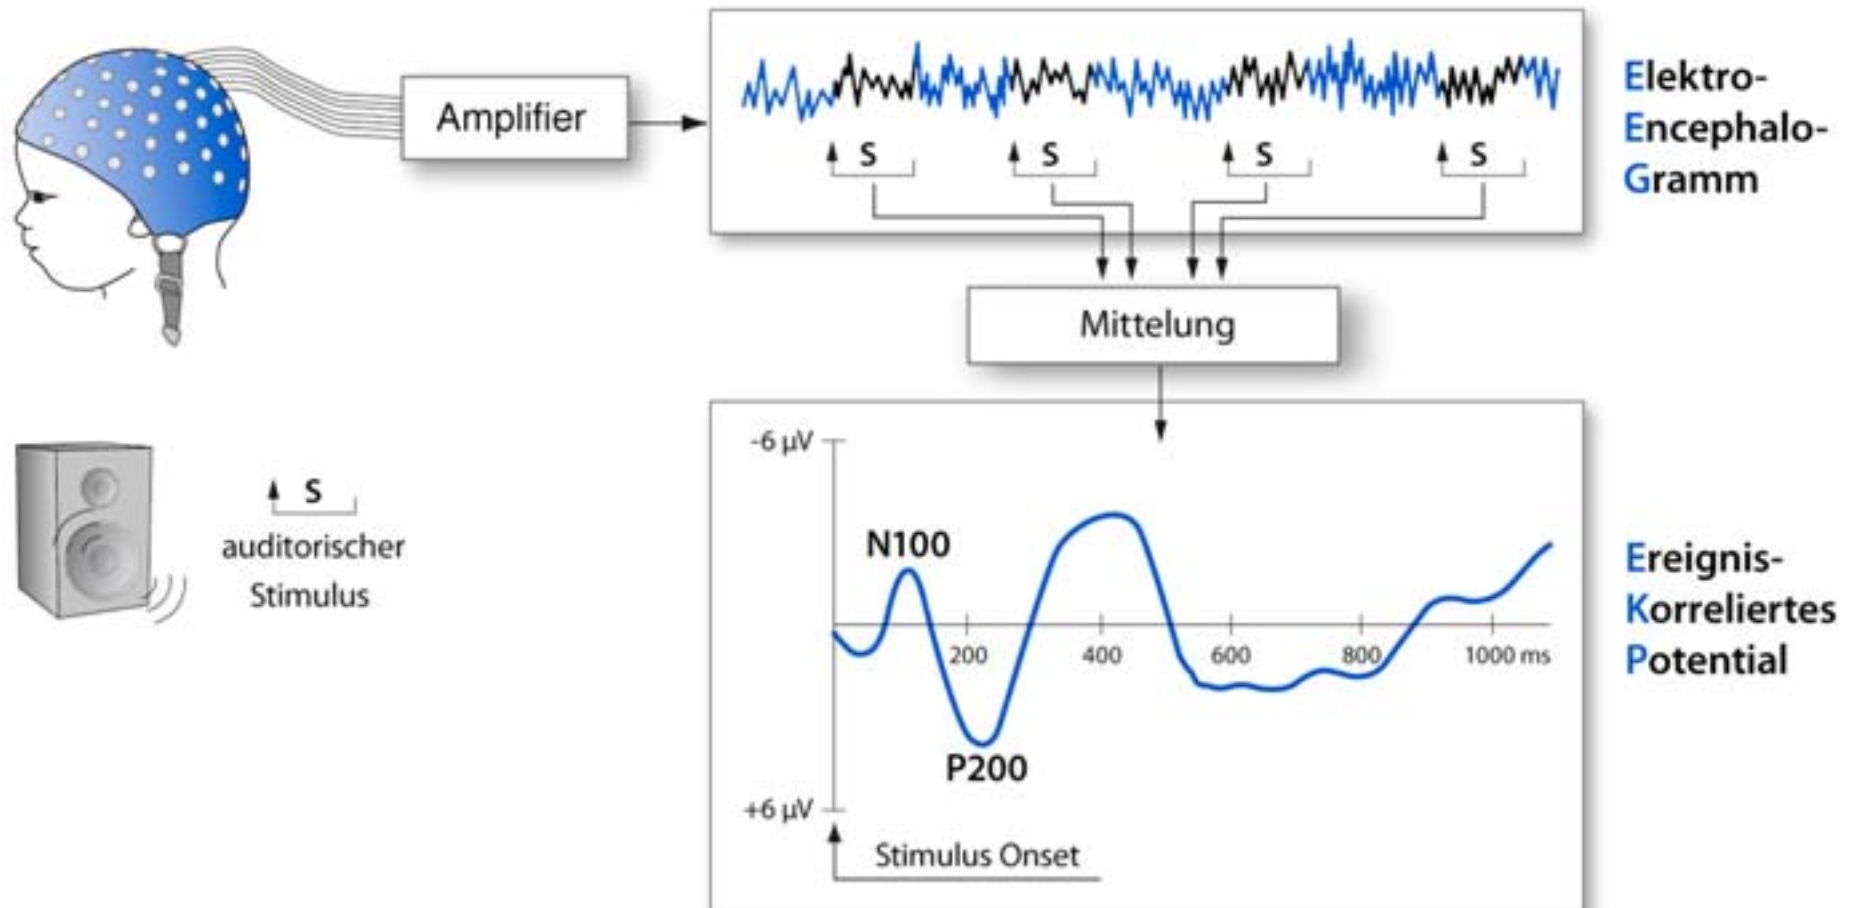 Amplifier
S S S S
Elektro-
Encephalo-
Gramm
Mittelung
S
auditorischer
Stimulus
-6 µV
N100
200 400 600 800 1000 ms
P200
+6 µV
Stimulus Onset
Ereignis-
Korreliertes
Potential